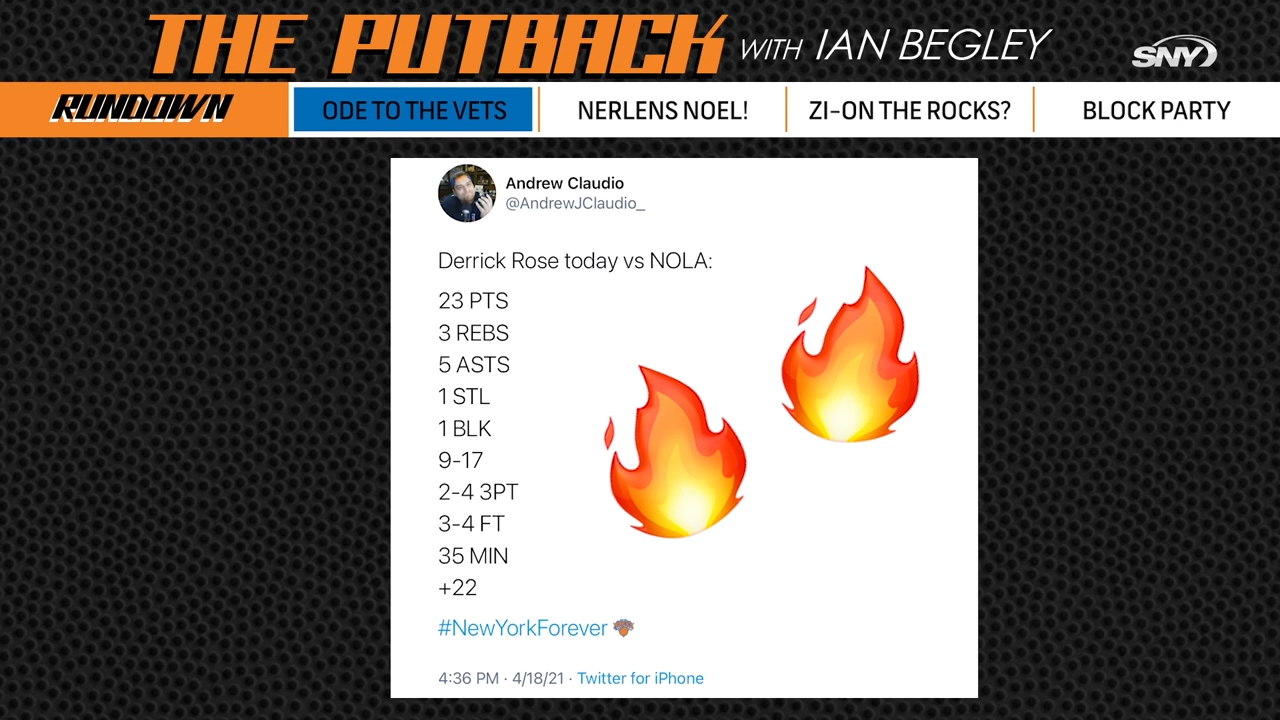 THE PUTBACK WITH IAN BEGLEY
SNY
RUNDOWN
ODE TO THE VETS
NERLENS NOEL!
ZI-ON THE ROCKS?
BLOCK PARTY
Andrew Claudio
@AndrewJClaudio_
Derrick Rose today vs NOLA:
23 PTS
3 REBS
5 ASTS
1 STL
1 BLK
9-17
2-4 3PT
3-4 FT
35 MIN
+22
#NewYorkForever
4:36 PM · 4/18/21 · Twitter for iPhone